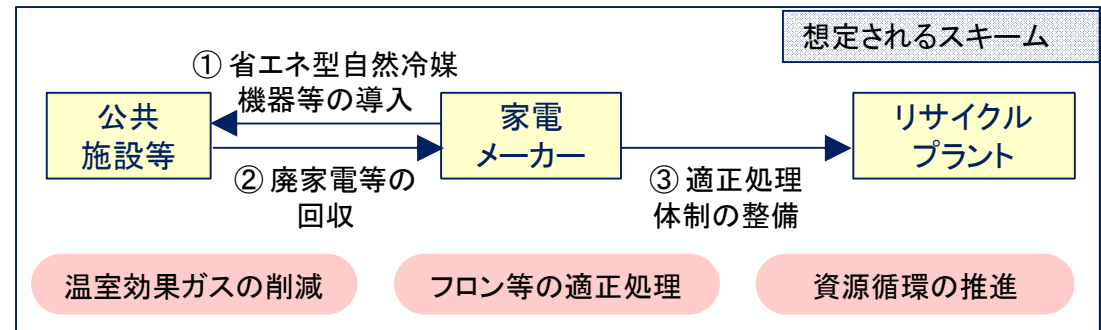 想定されるスキーム
① 省エネ型自然冷媒
機器等の導入
公共
施設等
家電
メーカー
リサイクル
プラント
② 廃家電等の
回収
③ 適正処理
体制の整備
温室効果ガスの削減
フロン等の適正処理
資源循環の推進